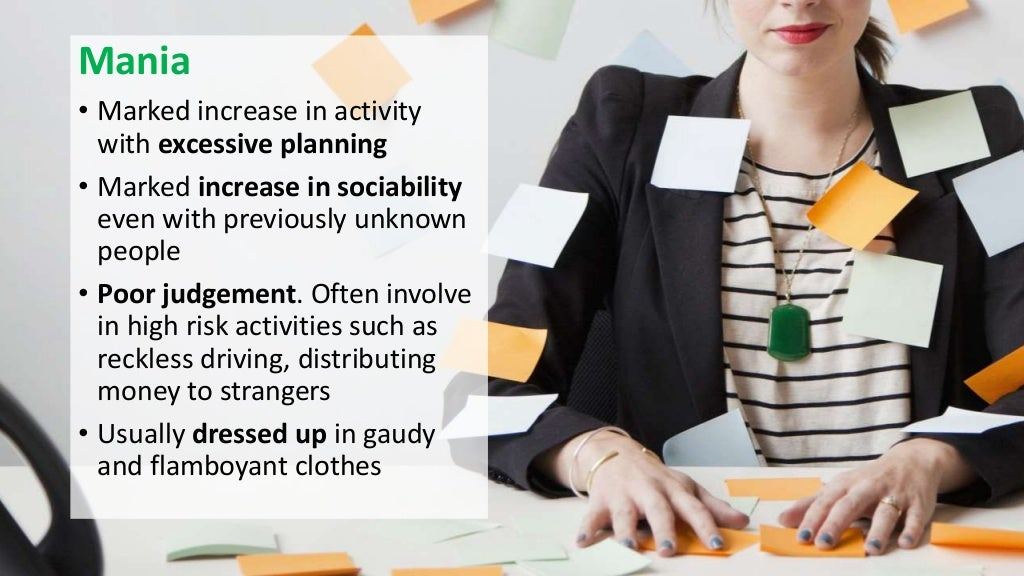 Mania
• Marked increase in activity
with excessive planning
• Marked increase in sociability
even with previously unknown
people
• Poor judgement. Often involve
in high risk activities such as
reckless driving, distributing
money to strangers
• Usually dressed up in gaudy
and flamboyant clothes